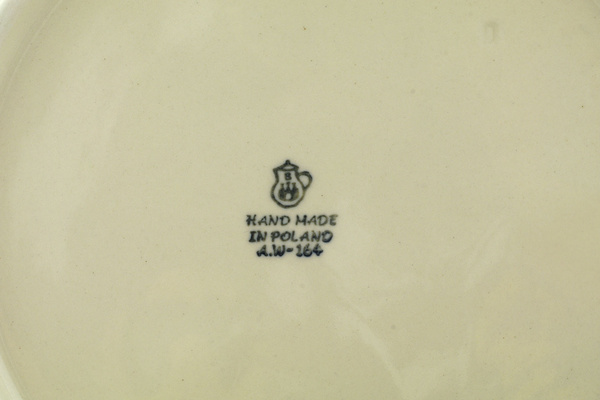 B
HAND MADE
IN POLAND
A.W-164